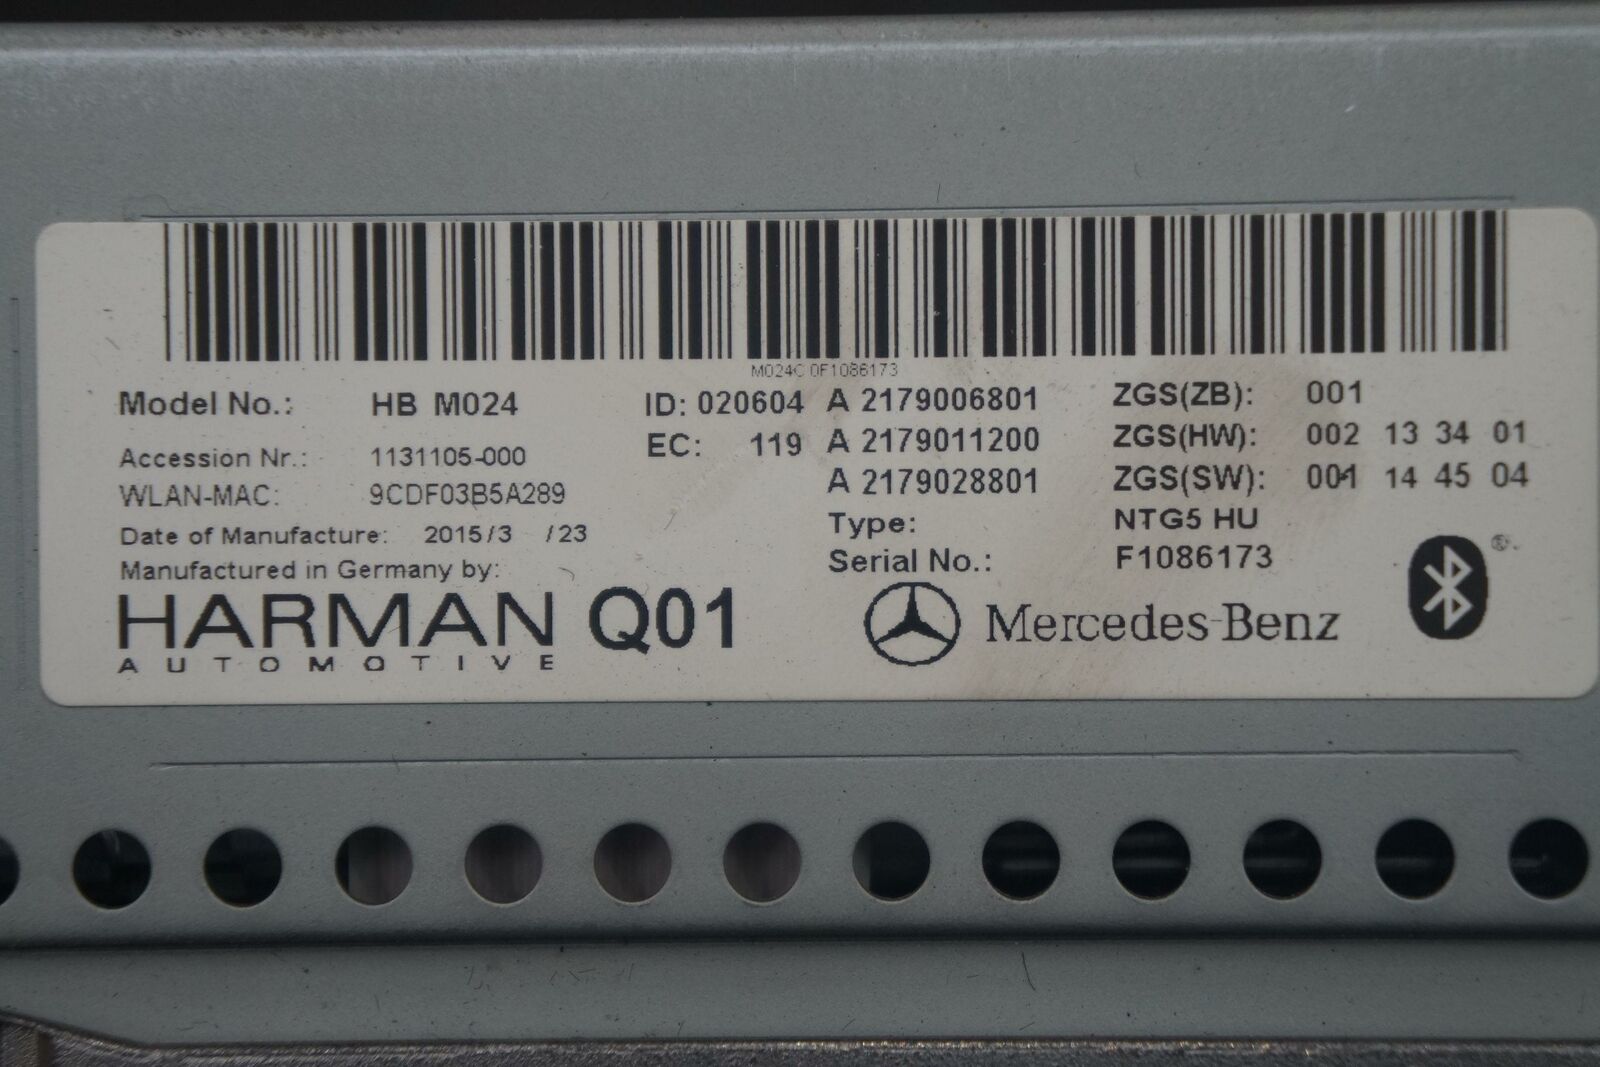 M024C 0F1086173
Model No.: HB M024 ID: 020604 A 2179006801 ZGS(ZB): 001
EC: 119 A 2179011200 ZGS(HW): 002 13 34 01
Accession Nr.: 1131105-000
WLAN-MAC: 9CDF03B5A289 A 2179028801 ZGS(SW): 001 14 45 04
Date of Manufacture: 2015/3 /23 Type: NTG5 HU
Manufactured in Germany by: Serial No.: F1086173
HARMAN Q01 Mercedes-Benz ®
AUTOMOTIVE